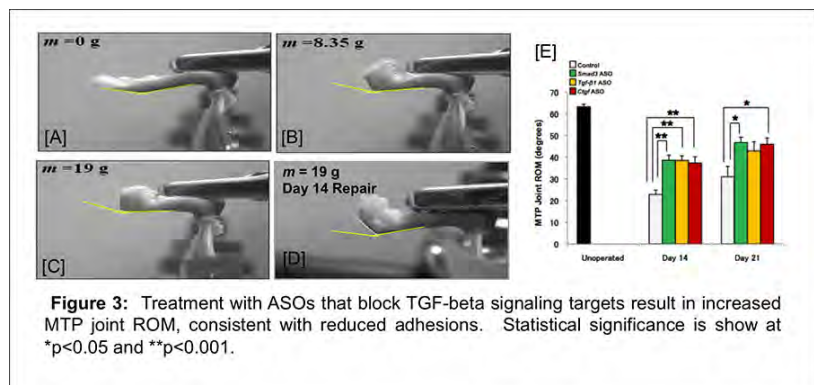 m=0 g
m=8.35 g
[A]
[B]
m=19 g
m = 19 g
Day 14 Repair
[C]
[D]
[E]
Control
Smad3 ASO
Tgf-β1 ASO
Ctgf ASO
MTP Joint ROM (degrees)
70
60
50
40
30
20
10
0
**
**
**
*
*
Unoperated
Day 14
Day 21
Figure 3: Treatment with ASOs that block TGF-beta signaling targets result in increased
MTP joint ROM, consistent with reduced adhesions. Statistical significance is show at
*p<0.05 and **p<0.001.